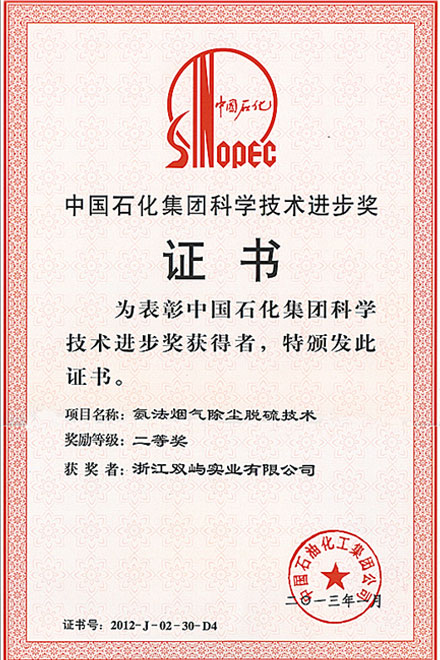 中国石化
SINOPEC
中国石化集团科学技术进步奖
证书
为表彰中国石化集团科学
技术进步奖获得者，特颁发此
证书。
项目名称：氨法烟气除尘脱硫技术
奖励等级：二等奖
获奖者：浙江双屿实业有限公司
中国石油化工集团公司
二〇一三年一月
证书号：2012-J-02-30-D4